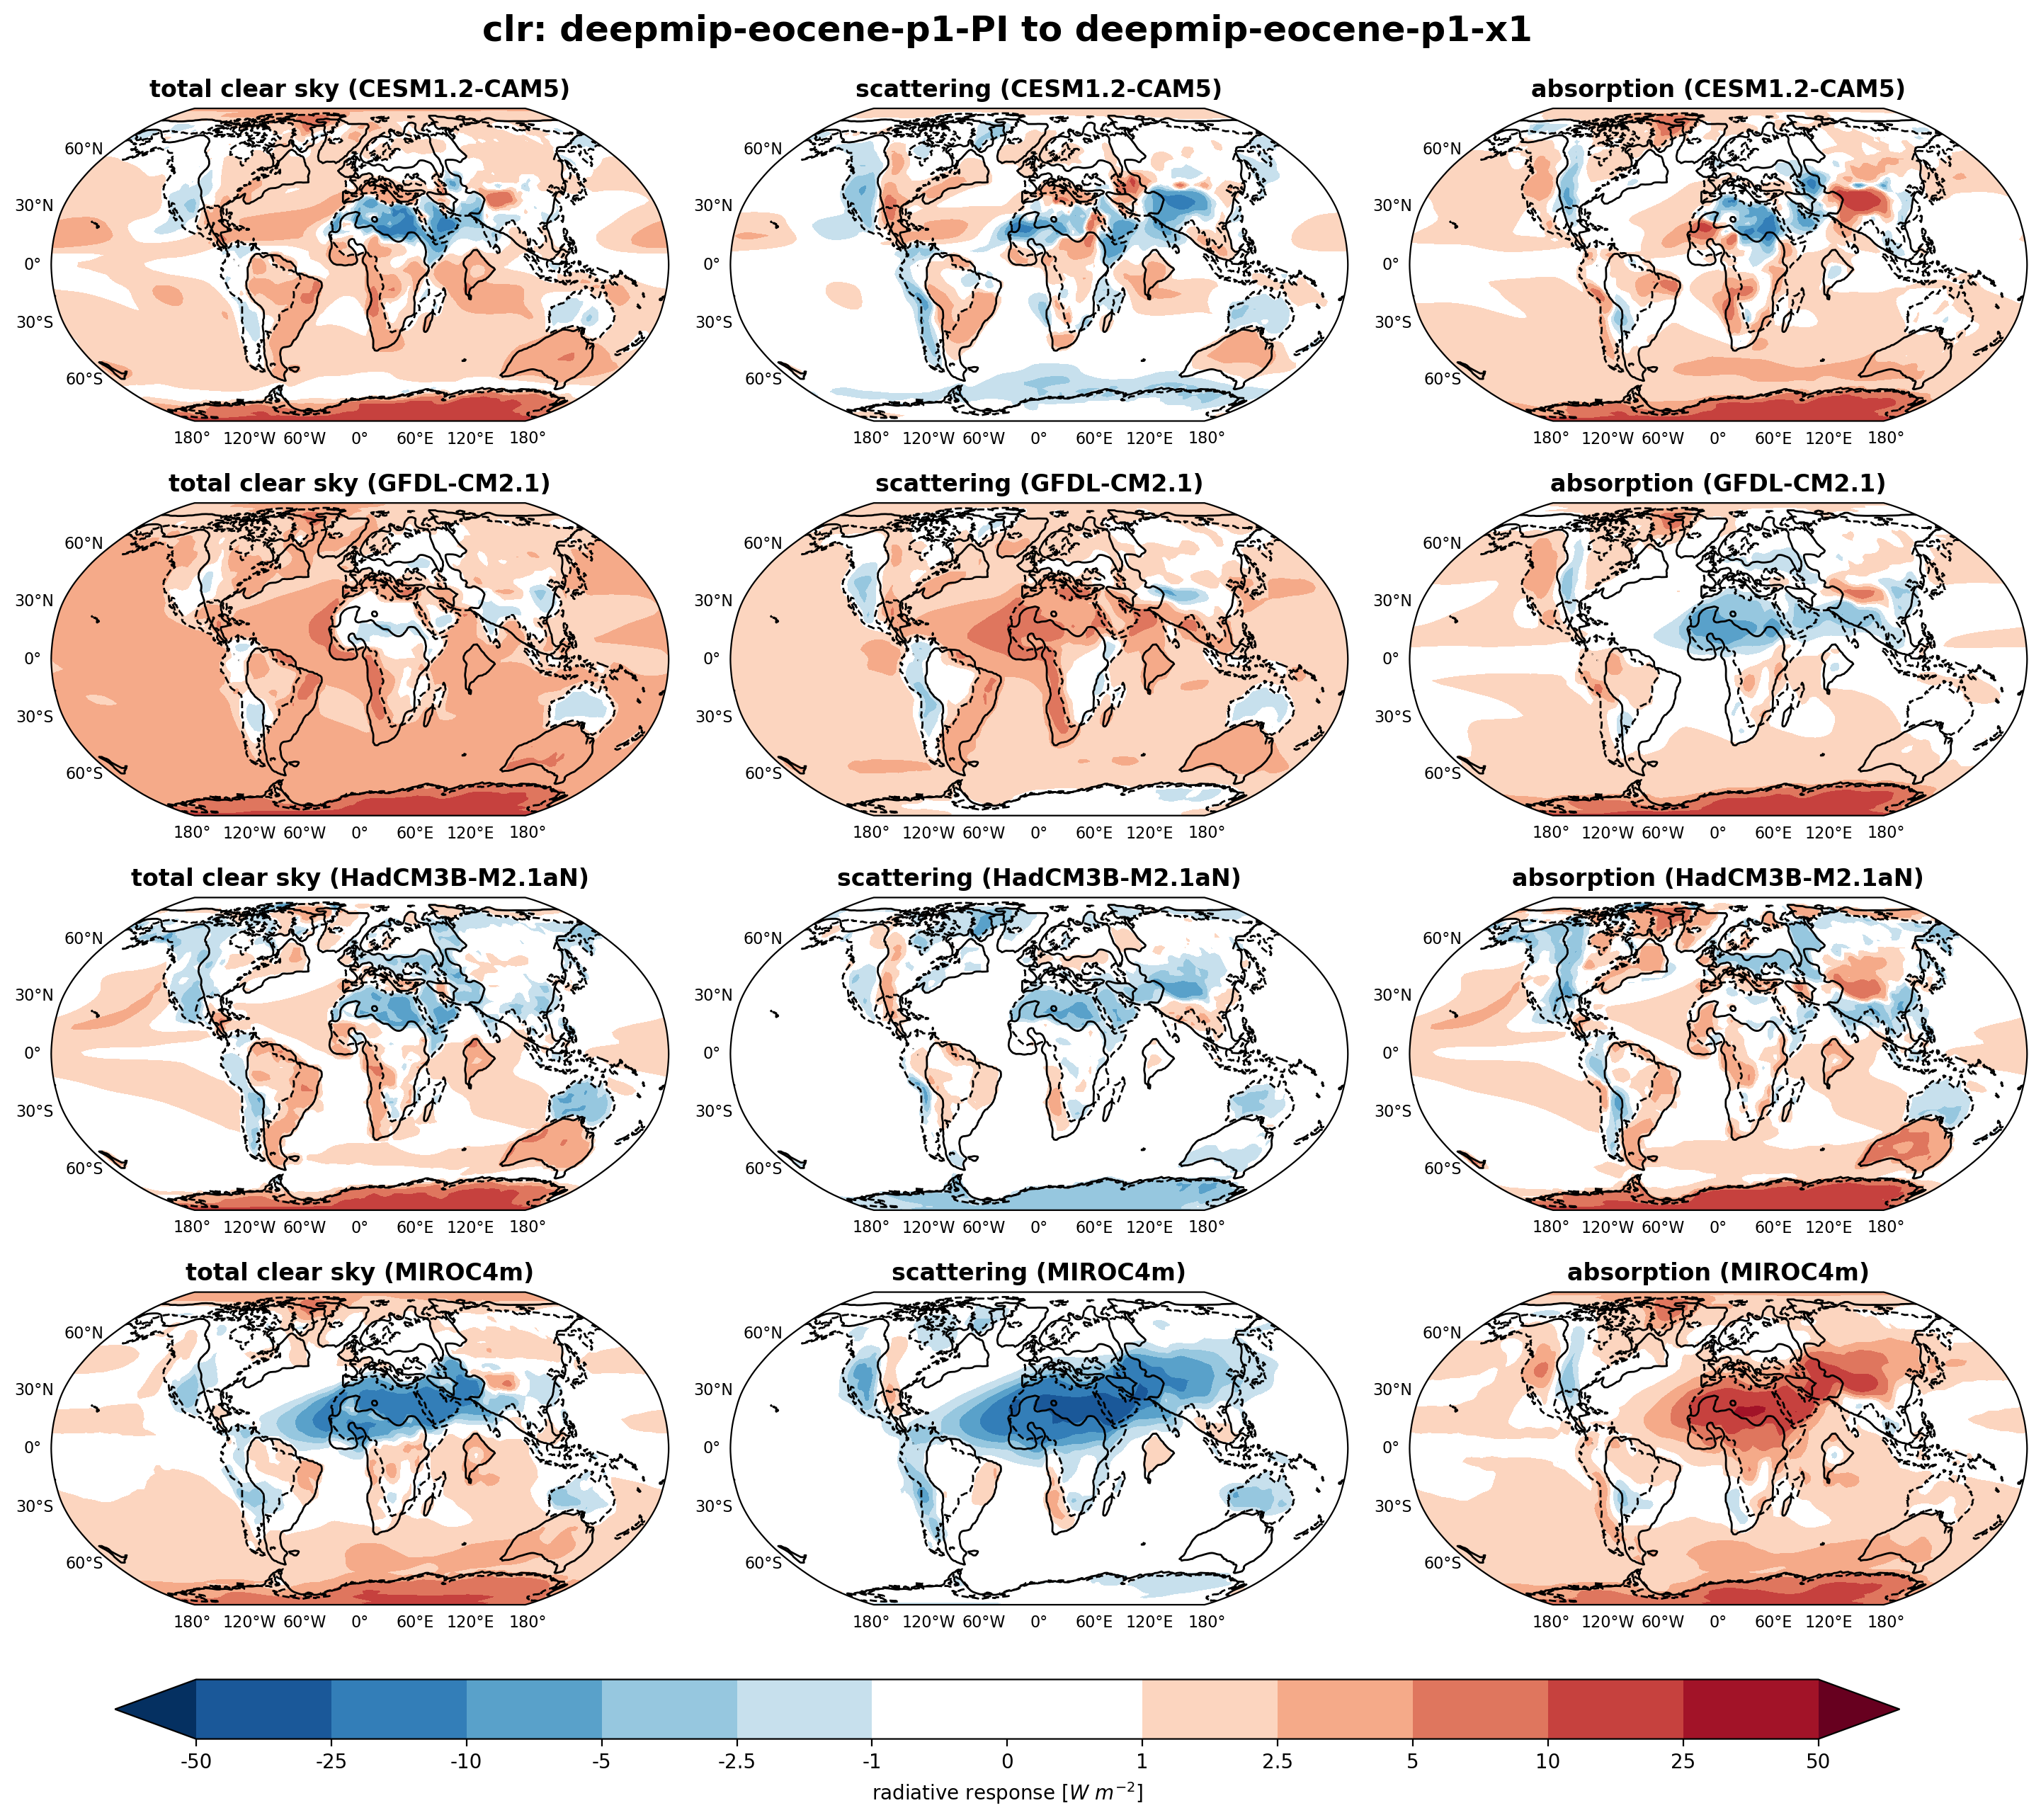 clr: deepmip-eocene-p1-PI to deepmip-eocene-p1-x1
total clear sky (CESM1.2-CAM5)
scattering (CESM1.2-CAM5)
absorption (CESM1.2-CAM5)
60°N 60°N 60°N
30°N 30°N 30°N
0° 0° 0°
30°S 30°S 30°S
60°S 60°S 60°S
180° 120°W 60°W 0° 60°E 120°E 180° 180° 120°W 60°W 0° 60°E 120°E 180° 180° 120°W 60°W 0° 60°E 120°E 180°
total clear sky (GFDL-CM2.1)
scattering (GFDL-CM2.1)
absorption (GFDL-CM2.1)
60°N 60°N 60°N
30°N 30°N 30°N
0° 0° 0°
30°S 30°S 30°S
60°S 60°S 60°S
180° 120°W 60°W 0° 60°E 120°E 180° 180° 120°W 60°W 0° 60°E 120°E 180° 180° 120°W 60°W 0° 60°E 120°E 180°
total clear sky (HadCM3B-M2.1aN)
scattering (HadCM3B-M2.1aN)
absorption (HadCM3B-M2.1aN)
60°N 60°N 60°N
30°N 30°N 30°N
0° 0° 0°
30°S 30°S 30°S
60°S 60°S 60°S
180° 120°W 60°W 0° 60°E 120°E 180° 180° 120°W 60°W 0° 60°E 120°E 180° 180° 120°W 60°W 0° 60°E 120°E 180°
total clear sky (MIROC4m)
scattering (MIROC4m)
absorption (MIROC4m)
60°N 60°N 60°N
30°N 30°N 30°N
0° 0° 0°
30°S 30°S 30°S
60°S 60°S 60°S
180° 120°W 60°W 0° 60°E 120°E 180° 180° 120°W 60°W 0° 60°E 120°E 180° 180° 120°W 60°W 0° 60°E 120°E 180°
-50 -25 -10 -5 -2.5 -1 0 1 2.5 5 10 25 50
radiative response [W m⁻²]